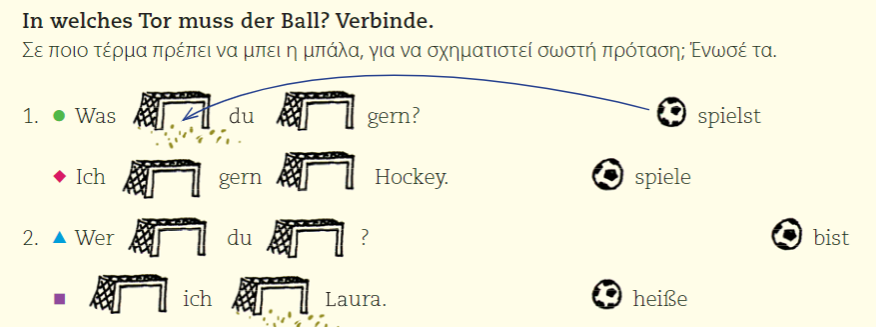 In welches Tor muss der Ball? Verbinde.
Σε ποιο τέρμα πρέπει να μπει η μπάλα, για να σχηματιστεί σωστή πρόταση; Ένωσέ τα.
1. Was du gern? spielst
Ich gern Hockey. spiele
2. Wer du ? bist
ich Laura. heiße